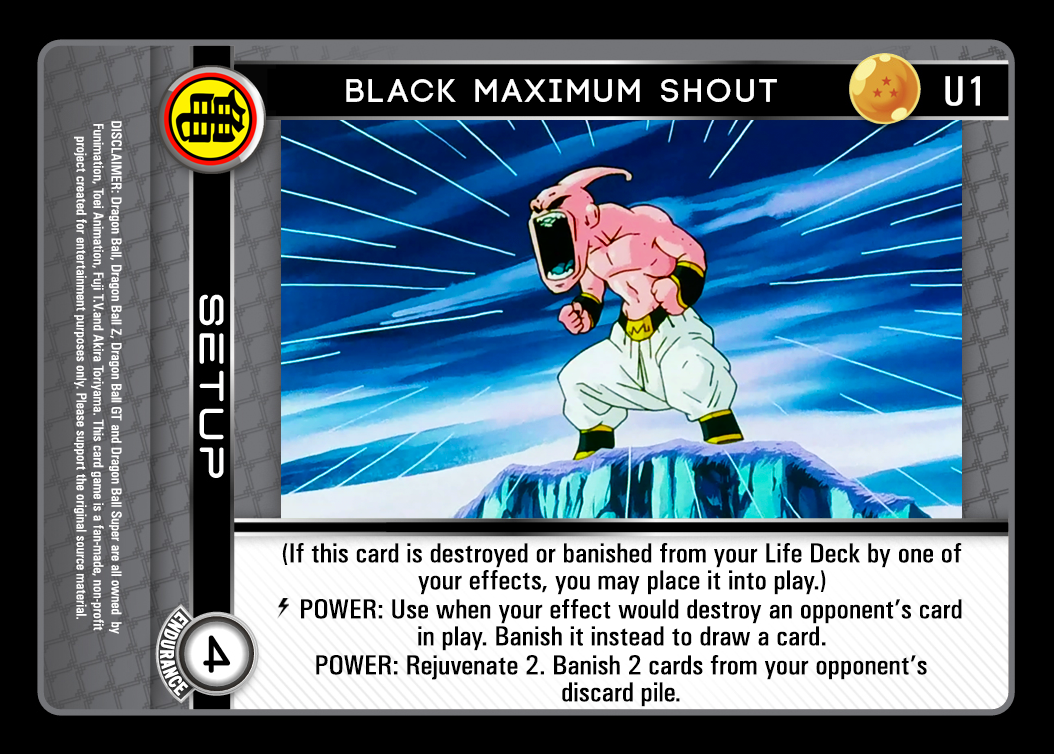 BLACK MAXIMUM SHOUT
U1
SETUP
DISCLAIMER: Dragon Ball, Dragon Ball Z, Dragon Ball GT and Dragon Ball Super are all owned by
Funimation, Toei Animation, Fuji T.V.and Akira Toriyama. This card game is a fan-made, non-profit
project created for entertainment purposes only. Please support the original source material.
(If this card is destroyed or banished from your Life Deck by one of
your effects, you may place it into play.)
POWER: Use when your effect would destroy an opponent's card
in play. Banish it instead to draw a card.
POWER: Rejuvenate 2. Banish 2 cards from your opponent's
discard pile.
ENDURANCE
4